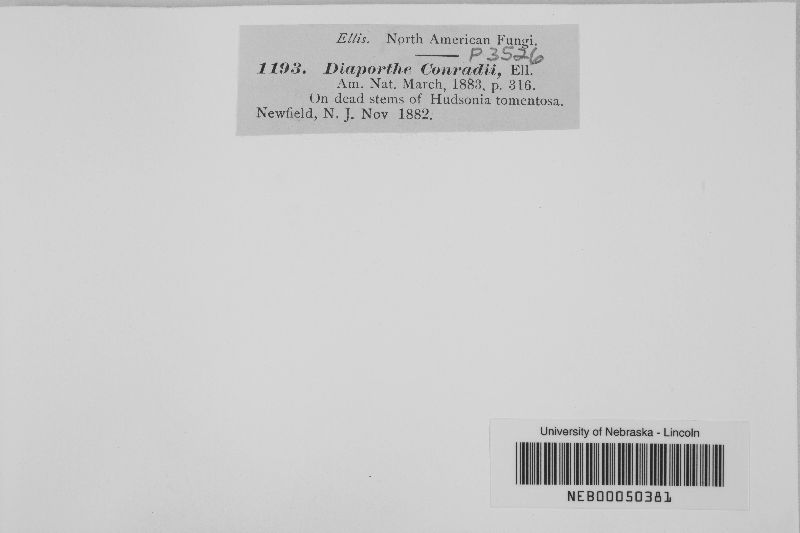 Ellis. North American Fungi.
P3526
1193. Diaporthe Conradii, Ell.
Am. Nat. March, 1883, p. 316.
On dead stems of Hudsonia tomentosa.
Newfield, N. J. Nov 1882.
University of Nebraska - Lincoln
NEB00050381